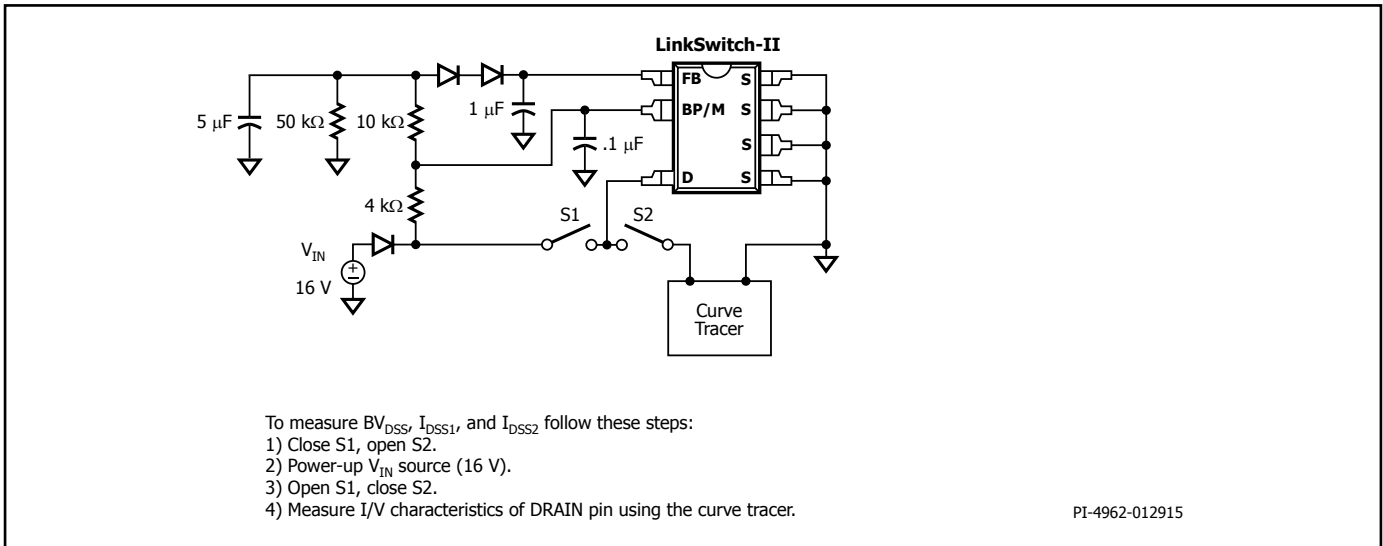 LinkSwitch-II
FB S
BP/M S
S
D S
5 μF
50 kΩ
10 kΩ
1 μF
.1 μF
4 kΩ
S1
S2
V_IN
16 V
+
Curve
Tracer
To measure BV_DSS, I_DSS1, and I_DSS2 follow these steps:
1) Close S1, open S2.
2) Power-up V_IN source (16 V).
3) Open S1, close S2.
4) Measure I/V characteristics of DRAIN pin using the curve tracer.
PI-4962-012915